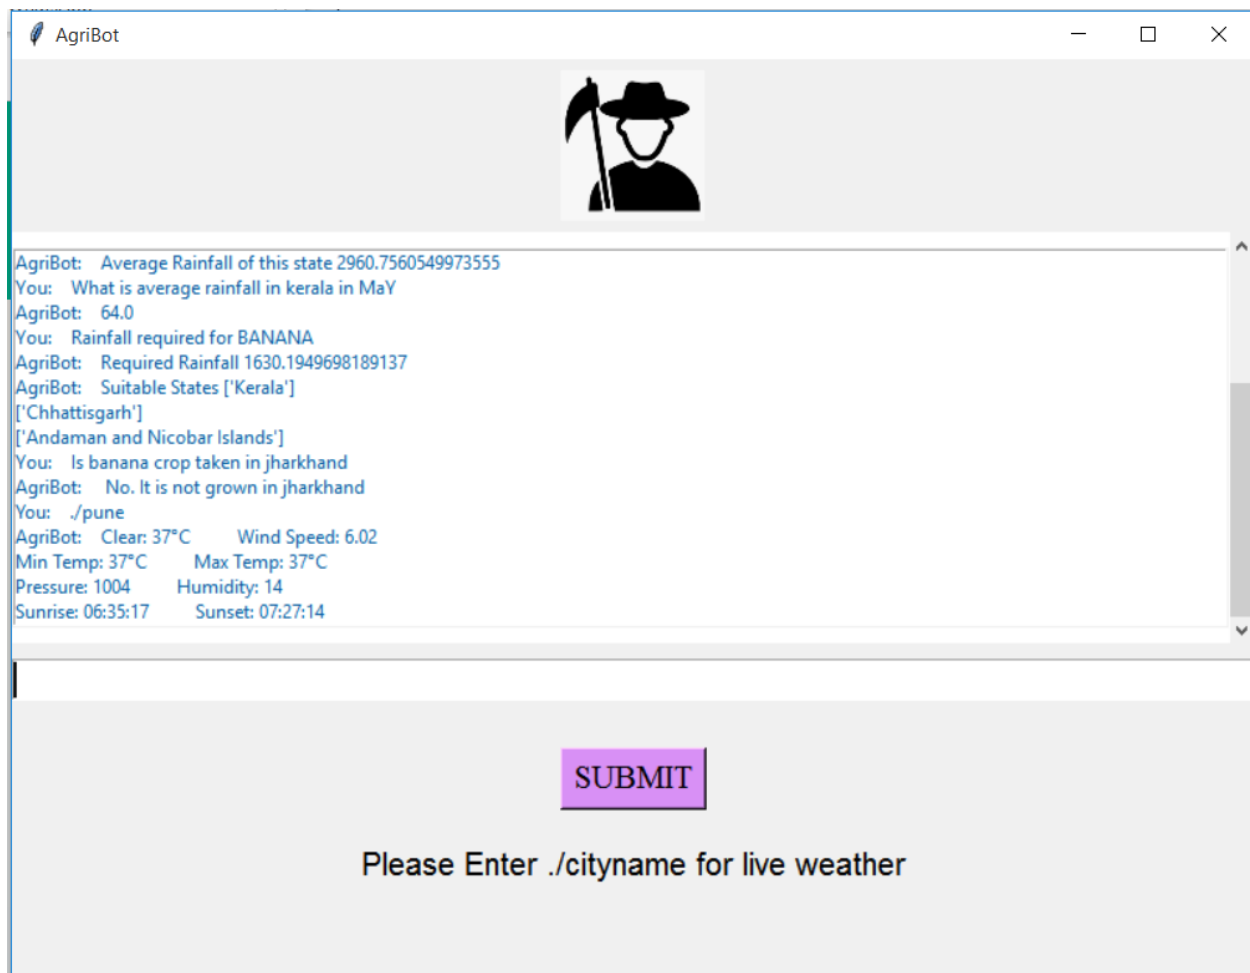 AgriBot
AgriBot: Average Rainfall of this state 2960.7560549973555
You: What is average rainfall in kerala in MaY
AgriBot: 64.0
You: Rainfall required for BANANA
AgriBot: Required Rainfall 1630.1949698189137
AgriBot: Suitable States ['Kerala']
['Chhattisgarh']
['Andaman and Nicobar Islands']
You: Is banana crop taken in jharkhand
AgriBot: No. It is not grown in jharkhand
You: ./pune
AgriBot: Clear: 37°C Wind Speed: 6.02
Min Temp: 37°C Max Temp: 37°C
Pressure: 1004 Humidity: 14
Sunrise: 06:35:17 Sunset: 07:27:14
SUBMIT
Please Enter ./cityname for live weather